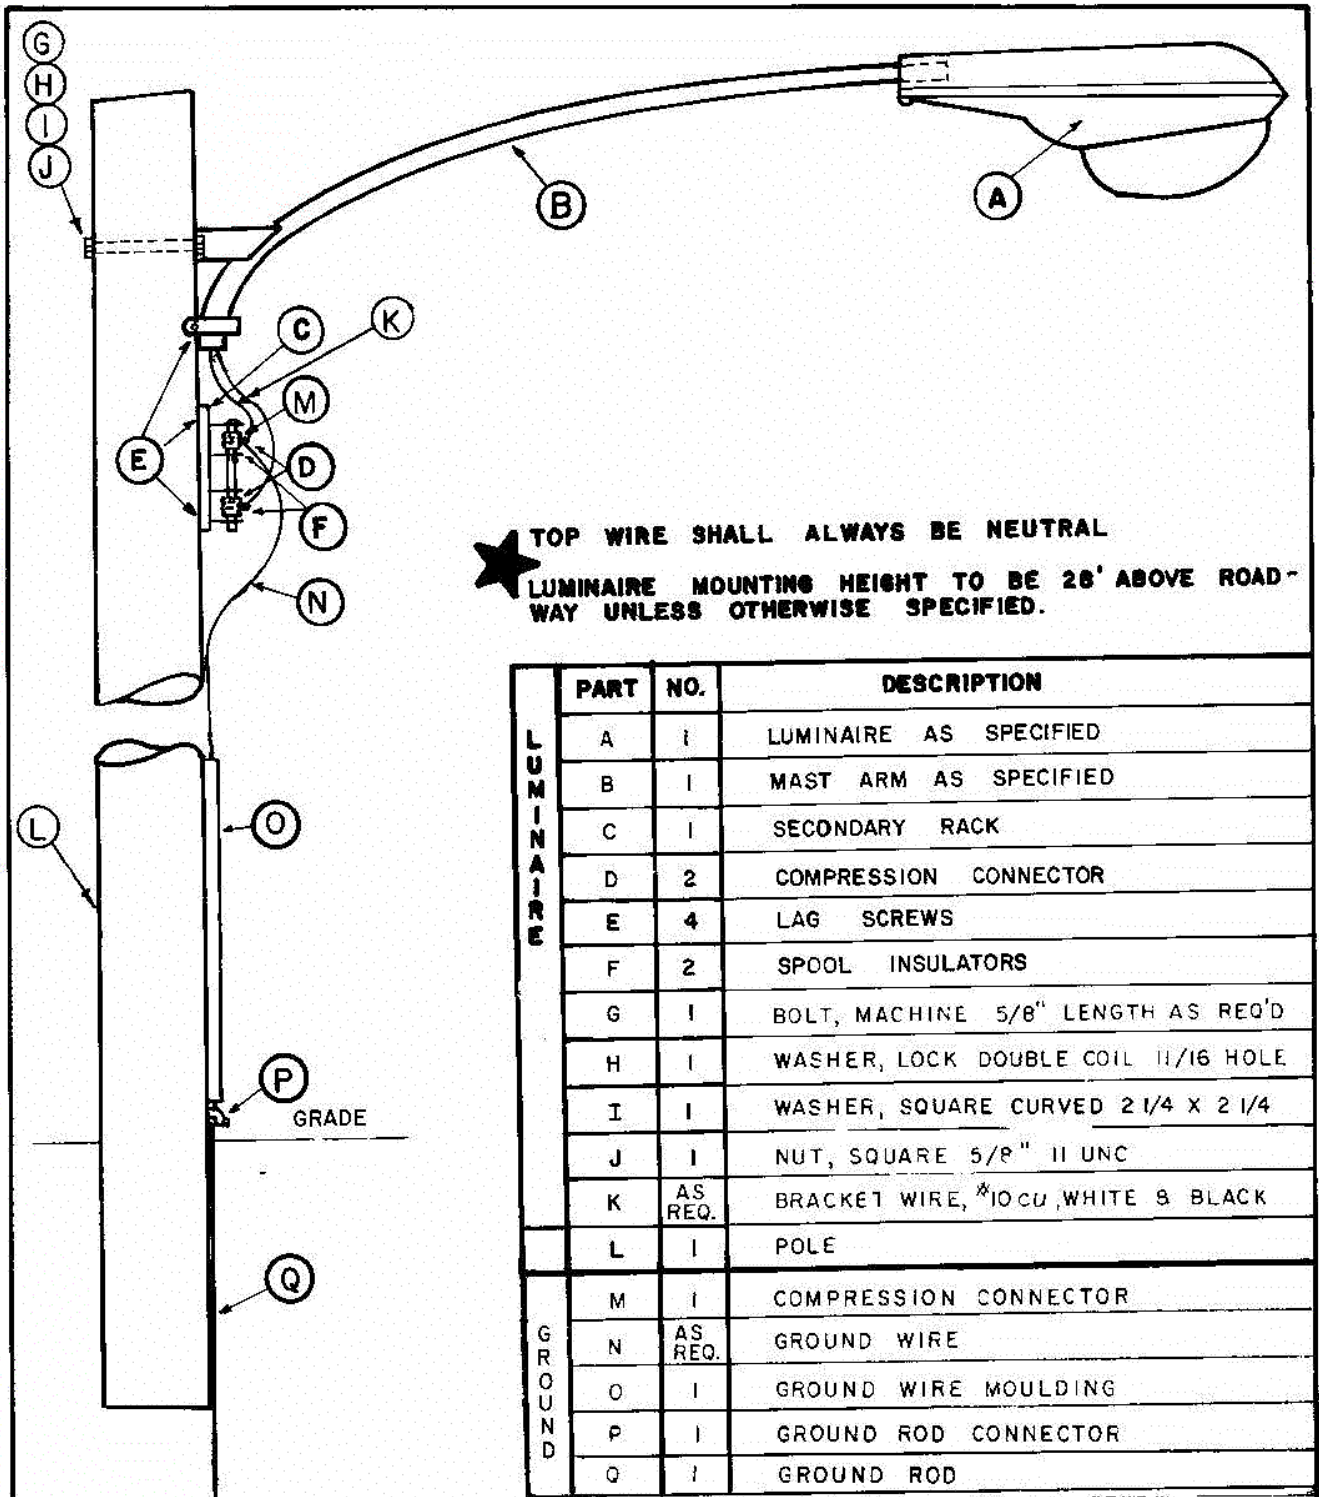 G
H
I
J
B
A
C
K
M
E
D
F
N
TOP WIRE SHALL ALWAYS BE NEUTRAL
LUMINAIRE MOUNTING HEIGHT TO BE 28' ABOVE ROAD-
WAY UNLESS OTHERWISE SPECIFIED.
L
O
P
GRADE
Q
LUMINAIRE
PART NO. DESCRIPTION
A 1 LUMINAIRE AS SPECIFIED
B 1 MAST ARM AS SPECIFIED
C 1 SECONDARY RACK
D 2 COMPRESSION CONNECTOR
E 4 LAG SCREWS
F 2 SPOOL INSULATORS
G 1 BOLT, MACHINE 5/8" LENGTH AS REQ'D
H 1 WASHER, LOCK DOUBLE COIL 11/16 HOLE
I 1 WASHER, SQUARE CURVED 2 1/4 X 2 1/4
J 1 NUT, SQUARE 5/8" 11 UNC
K AS REQ. BRACKET WIRE, #10 CU, WHITE & BLACK
L 1 POLE
GROUND
M 1 COMPRESSION CONNECTOR
N AS REQ. GROUND WIRE
O 1 GROUND WIRE MOULDING
P 1 GROUND ROD CONNECTOR
Q 1 GROUND ROD